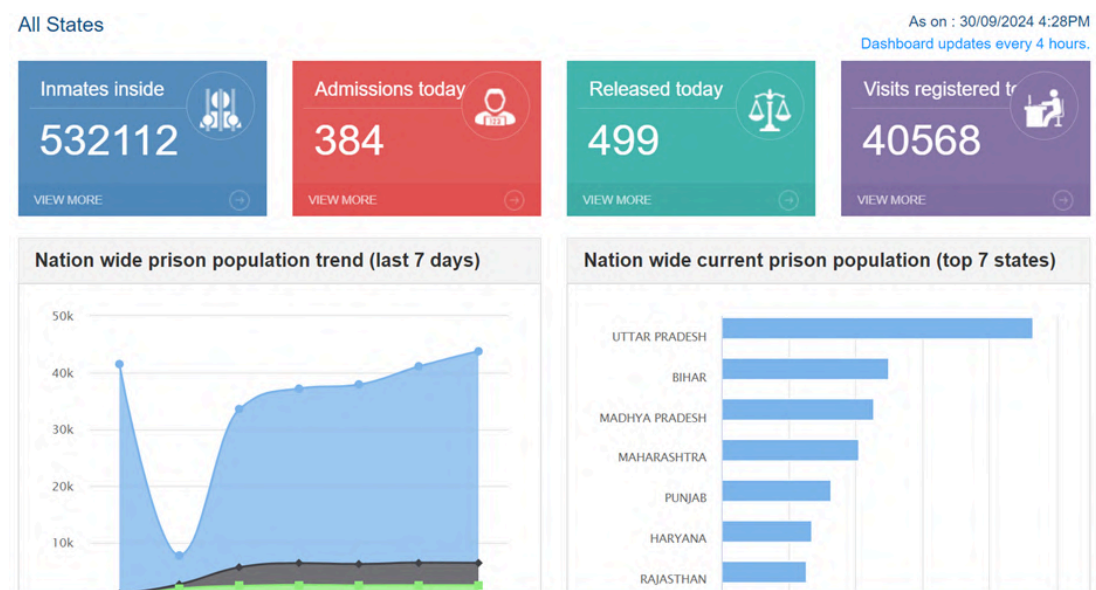 All States
As on : 30/09/2024 4:28PM
Dashboard updates every 4 hours.
Inmates inside
532112
VIEW MORE
Admissions today
384
VIEW MORE
Released today
499
VIEW MORE
Visits registered
40568
VIEW MORE
Nation wide prison population trend (last 7 days)
50k
40k
30k
20k
10k
Nation wide current prison population (top 7 states)
UTTAR PRADESH
BIHAR
MADHYA PRADESH
MAHARASHTRA
PUNJAB
HARYANA
RAJASTHAN